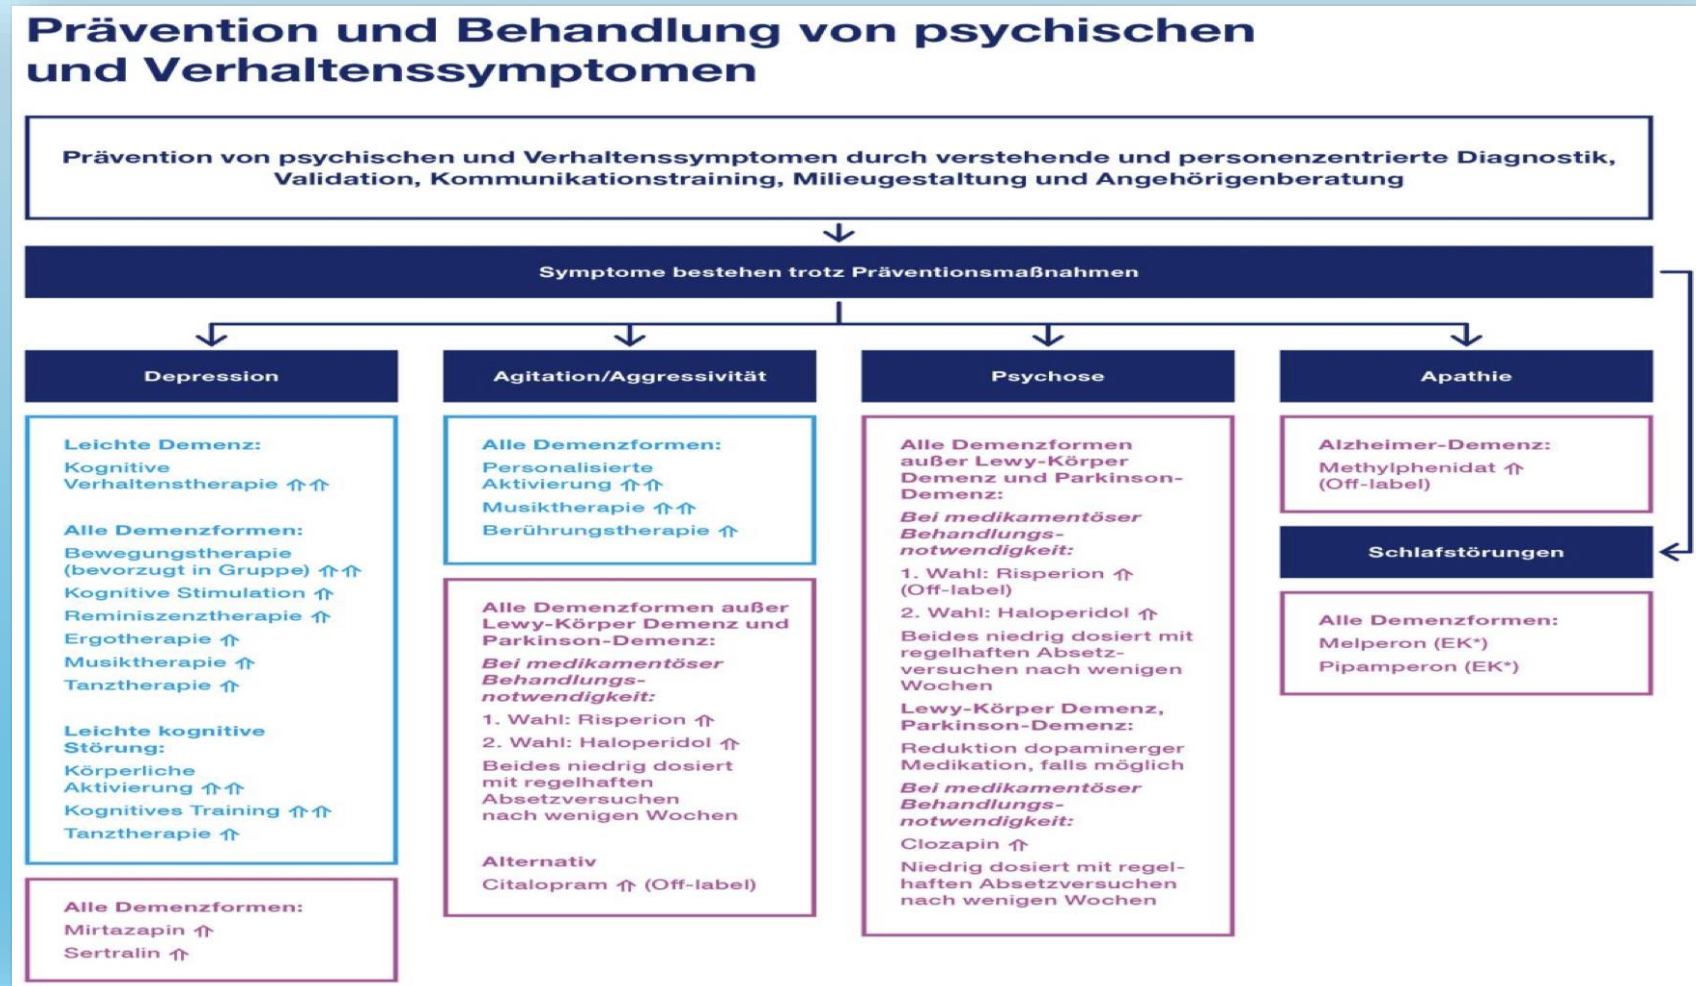 Prävention und Behandlung von psychischen
und Verhaltenssymptomen
Prävention von psychischen und Verhaltenssymptomen durch verstehende und personenzentrierte Diagnostik,
Validation, Kommunikationstraining, Milieugestaltung und Angehörigenberatung
Symptome bestehen trotz Präventionsmaßnahmen
Depression
Leichte Demenz:
Kognitive
Verhaltenstherapie ⇑⇑
Alle Demenzformen:
Bewegungstherapie
(bevorzugt in Gruppe) ⇑⇑
Kognitive Stimulation ⇑
Reminiszenztherapie ⇑
Ergotherapie ⇑
Musiktherapie ⇑
Tanztherapie ⇑
Leichte kognitive
Störung:
Körperliche
Aktivierung ⇑⇑
Kognitives Training ⇑⇑
Tanztherapie ⇑
Alle Demenzformen:
Mirtazapin ⇑
Sertralin ⇑
Agitation/Aggressivität
Alle Demenzformen:
Personalisierte
Aktivierung ⇑⇑
Musiktherapie ⇑⇑
Berührungstherapie ⇑
Alle Demenzformen außer
Lewy-Körper Demenz und
Parkinson-Demenz:
Bei medikamentöser
Behandlungs-
notwendigkeit:
1. Wahl: Risperion ⇑
2. Wahl: Haloperidol ⇑
Beides niedrig dosiert
mit regelhaften
Absetzversuchen
nach wenigen Wochen
Alternativ
Citalopram ⇑ (Off-label)
Psychose
Alle Demenzformen
außer Lewy-Körper
Demenz und Parkinson-
Demenz:
Bei medikamentöser
Behandlungs-
notwendigkeit:
1. Wahl: Risperion ⇑
(Off-label)
2. Wahl: Haloperidol ⇑
Beides niedrig dosiert mit
regelhaften Absetz-
versuchen nach wenigen
Wochen
Lewy-Körper Demenz,
Parkinson-Demenz:
Reduktion dopaminerger
Medikation, falls möglich
Bei medikamentöser
Behandlungs-
notwendigkeit:
Clozapin ⇑
Niedrig dosiert mit regel-
haften Absetzversuchen
nach wenigen Wochen
Apathie
Alzheimer-Demenz:
Methylphenidat ⇑
(Off-label)
Schlafstörungen
Alle Demenzformen:
Melperon (EK*)
Pipamperon (EK*)